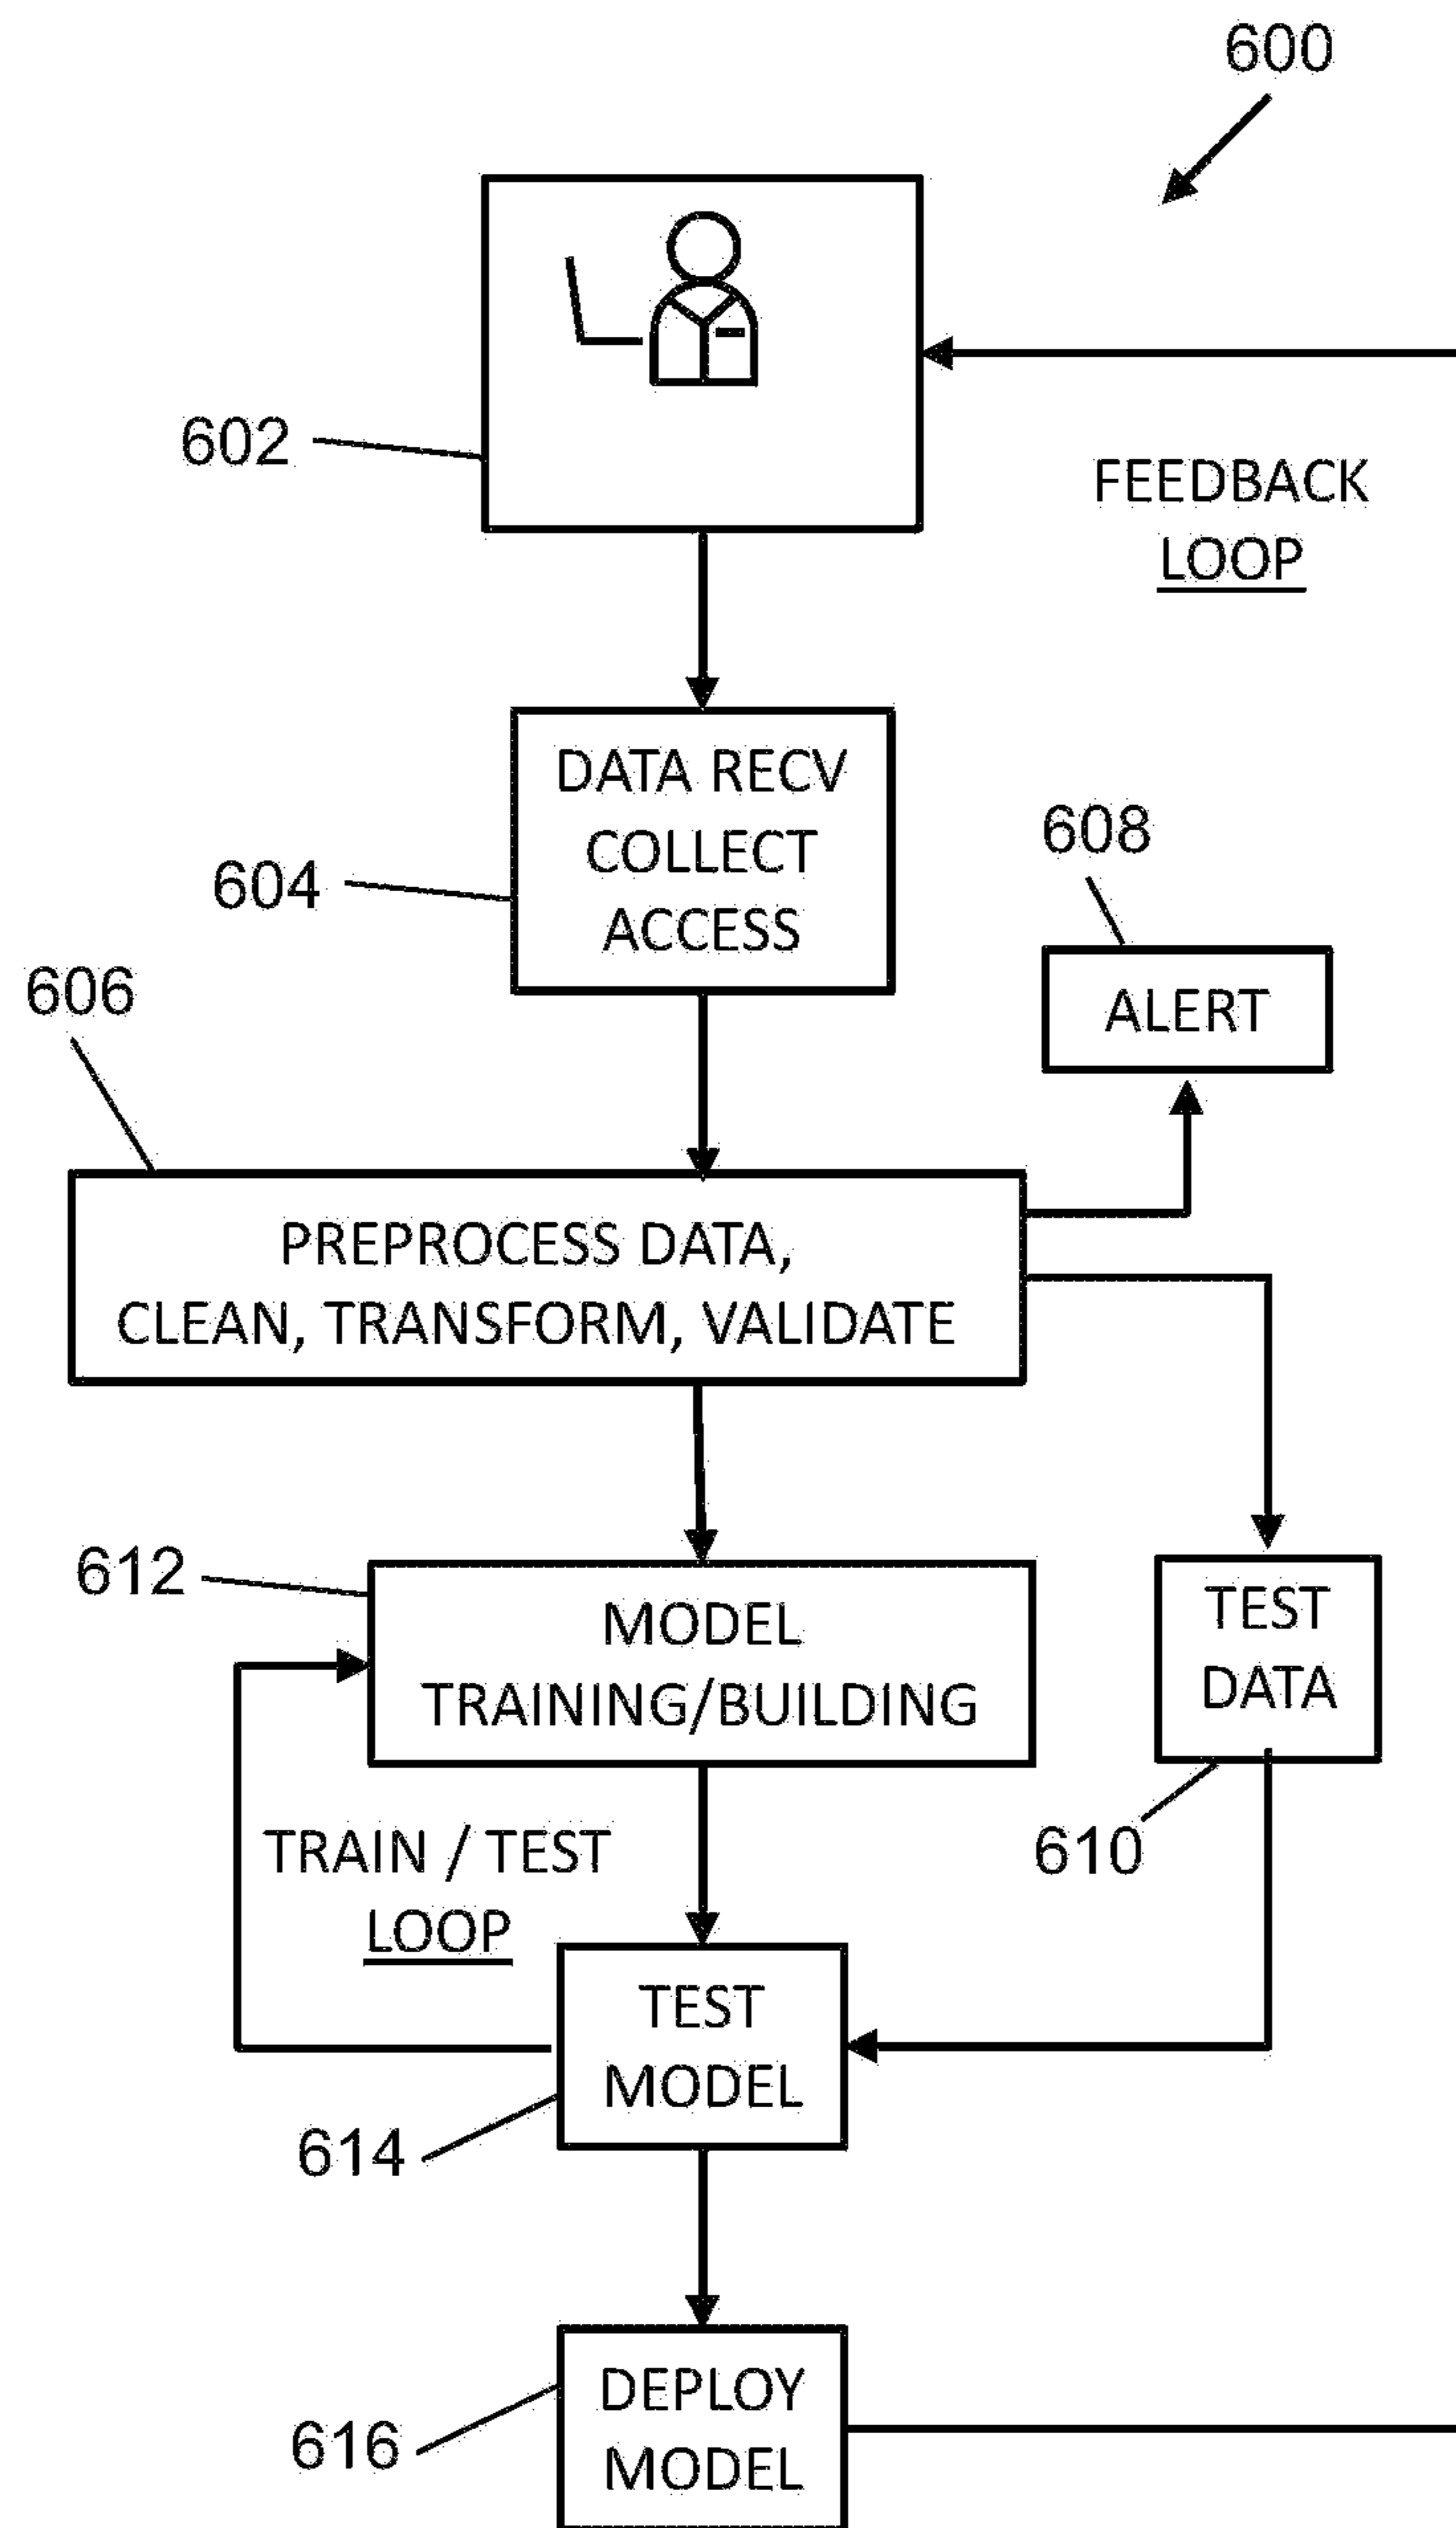 600
602
FEEDBACK
LOOP
DATA RECV
COLLECT
ACCESS
604
608
ALERT
606
PREPROCESS DATA,
CLEAN, TRANSFORM, VALIDATE
612
MODEL
TRAINING/BUILDING
TEST
DATA
610
TRAIN / TEST
LOOP
TEST
MODEL
614
DEPLOY
MODEL
616